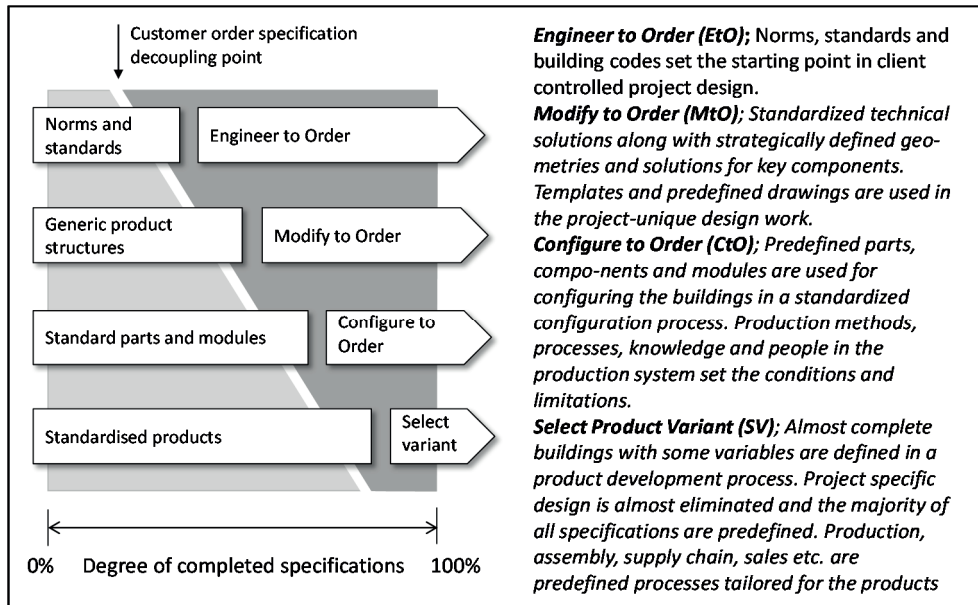 Customer order specification
decoupling point
Norms and
standards
Engineer to Order
Generic product
structures
Modify to Order
Standard parts and modules
Configure to
Order
Standardised products
Select
variant
0% Degree of completed specifications 100%
Engineer to Order (EtO); Norms, standards and
building codes set the starting point in client
controlled project design.
Modify to Order (MtO); Standardized technical
solutions along with strategically defined geo-
metries and solutions for key components.
Templates and predefined drawings are used in
the project-unique design work.
Configure to Order (CtO); Predefined parts,
compo-nents and modules are used for
configuring the buildings in a standardized
configuration process. Production methods,
processes, knowledge and people in the
production system set the conditions and
limitations.
Select Product Variant (SV); Almost complete
buildings with some variables are defined in a
product development process. Project specific
design is almost eliminated and the majority of
all specifications are predefined. Production,
assembly, supply chain, sales etc. are
predefined processes tailored for the products